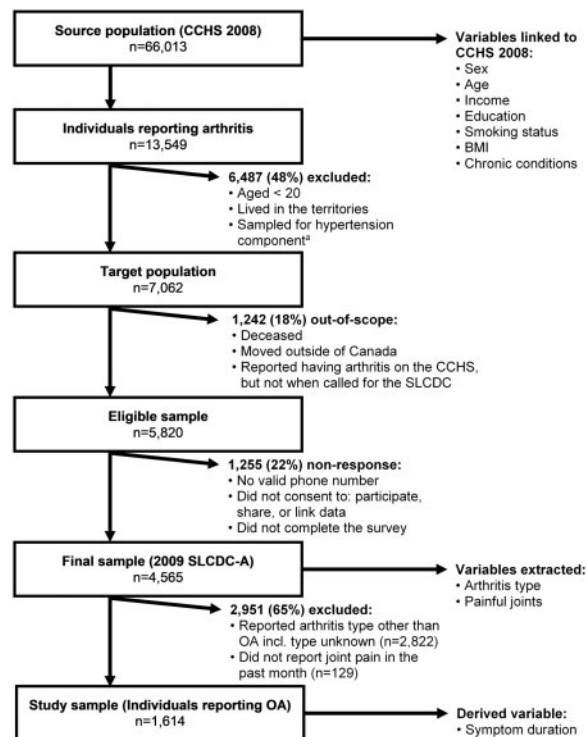 Source population (CCHS 2008)
n=66,013
Variables linked to
CCHS 2008:
• Sex
• Age
• Income
• Education
• Smoking status
• BMI
• Chronic conditions
Individuals reporting arthritis
n=13,549
6,487 (48%) excluded:
• Aged < 20
• Lived in the territories
• Sampled for hypertension
componentᵃ
Target population
n=7,062
1,242 (18%) out-of-scope:
• Deceased
• Moved outside of Canada
• Reported having arthritis on the CCHS,
but not when called for the SLCDC
Eligible sample
n=5,820
1,255 (22%) non-response:
• No valid phone number
• Did not consent to: participate,
share, or link data
• Did not complete the survey
Final sample (2009 SLCDC-A)
n=4,565
Variables extracted:
• Arthritis type
• Painful joints
2,951 (65%) excluded:
• Reported arthritis type other than
OA incl. type unknown (n=2,822)
• Did not report joint pain in the
past month (n=129)
Study sample (Individuals reporting OA)
n=1,614
Derived variable:
• Symptom duration